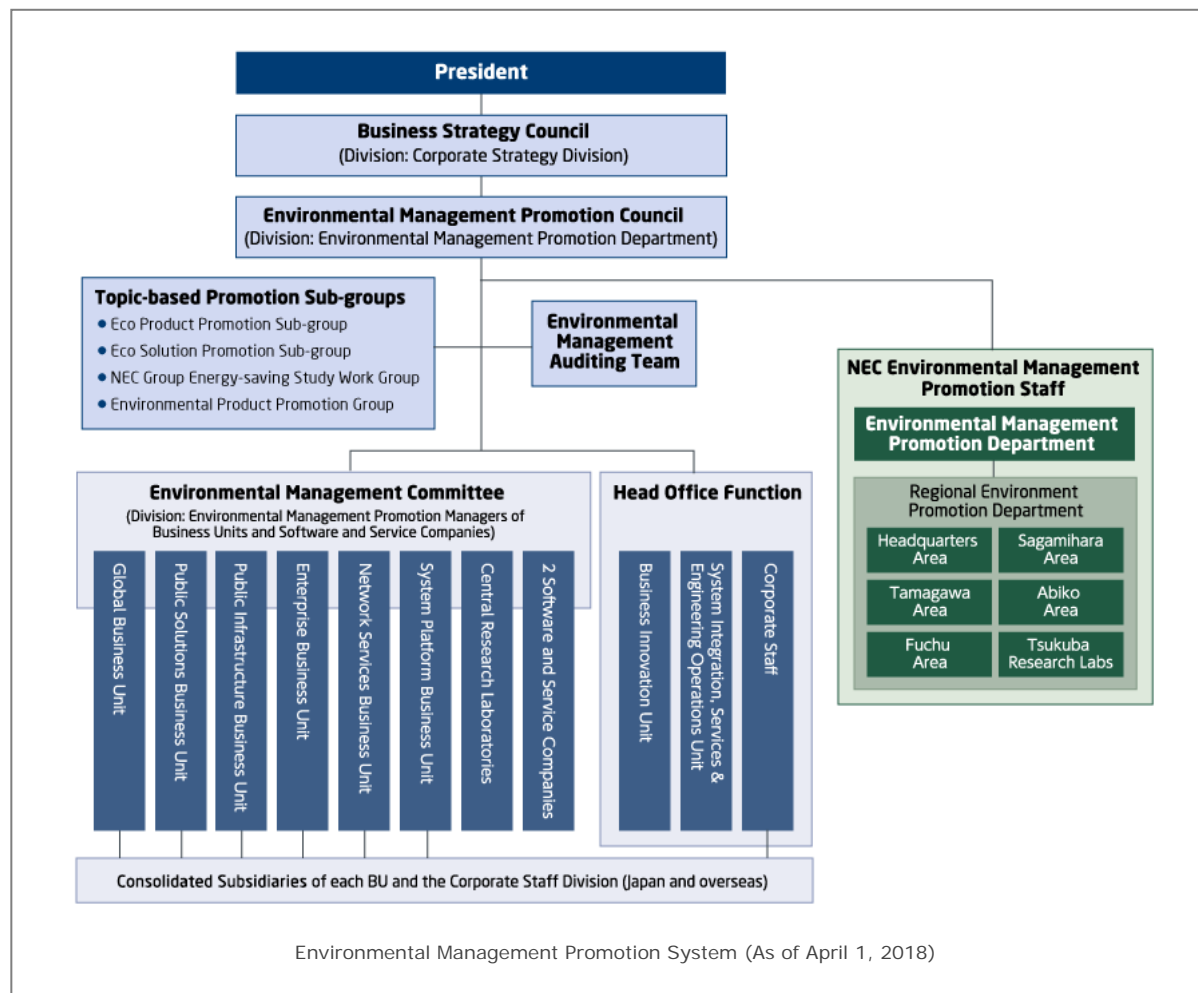 President
Business Strategy Council
(Division: Corporate Strategy Division)
Environmental Management Promotion Council
(Division: Environmental Management Promotion Department)
Topic-based Promotion Sub-groups
● Eco Product Promotion Sub-group
● Eco Solution Promotion Sub-group
● NEC Group Energy-saving Study Work Group
● Environmental Product Promotion Group
Environmental
Management
Auditing Team
NEC Environmental Management
Promotion Staff
Environmental Management
Promotion Department
Regional Environment
Promotion Department
Headquarters
Area
Sagamihara
Area
Tamagawa
Area
Abiko
Area
Fuchu
Area
Tsukuba
Research Labs
Environmental Management Committee
(Division: Environmental Management Promotion Managers of
Business Units and Software and Service Companies)
Global Business Unit
Public Solutions Business Unit
Public Infrastructure Business Unit
Enterprise Business Unit
Network Services Business Unit
System Platform Business Unit
Central Research Laboratories
2 Software and Service Companies
Head Office Function
Business Innovation Unit
System Integration, Services &
Engineering Operations Unit
Corporate Staff
Consolidated Subsidiaries of each BU and the Corporate Staff Division (Japan and overseas)
Environmental Management Promotion System (As of April 1, 2018)